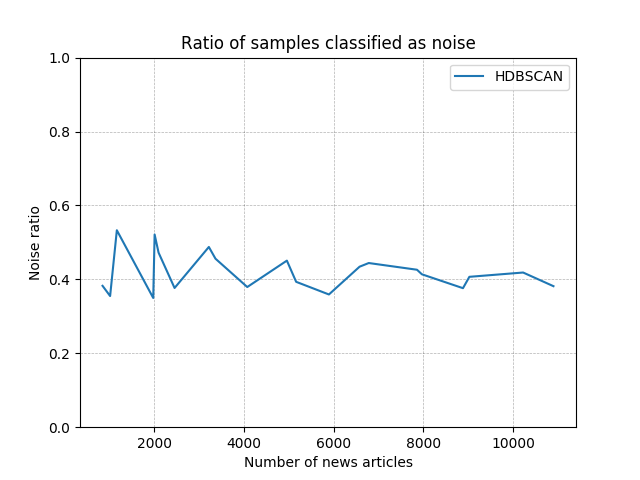 Ratio of samples classified as noise
HDBSCAN
Noise ratio
1.0
0.8
0.6
0.4
0.2
0.0
2000 4000 6000 8000 10000
Number of news articles